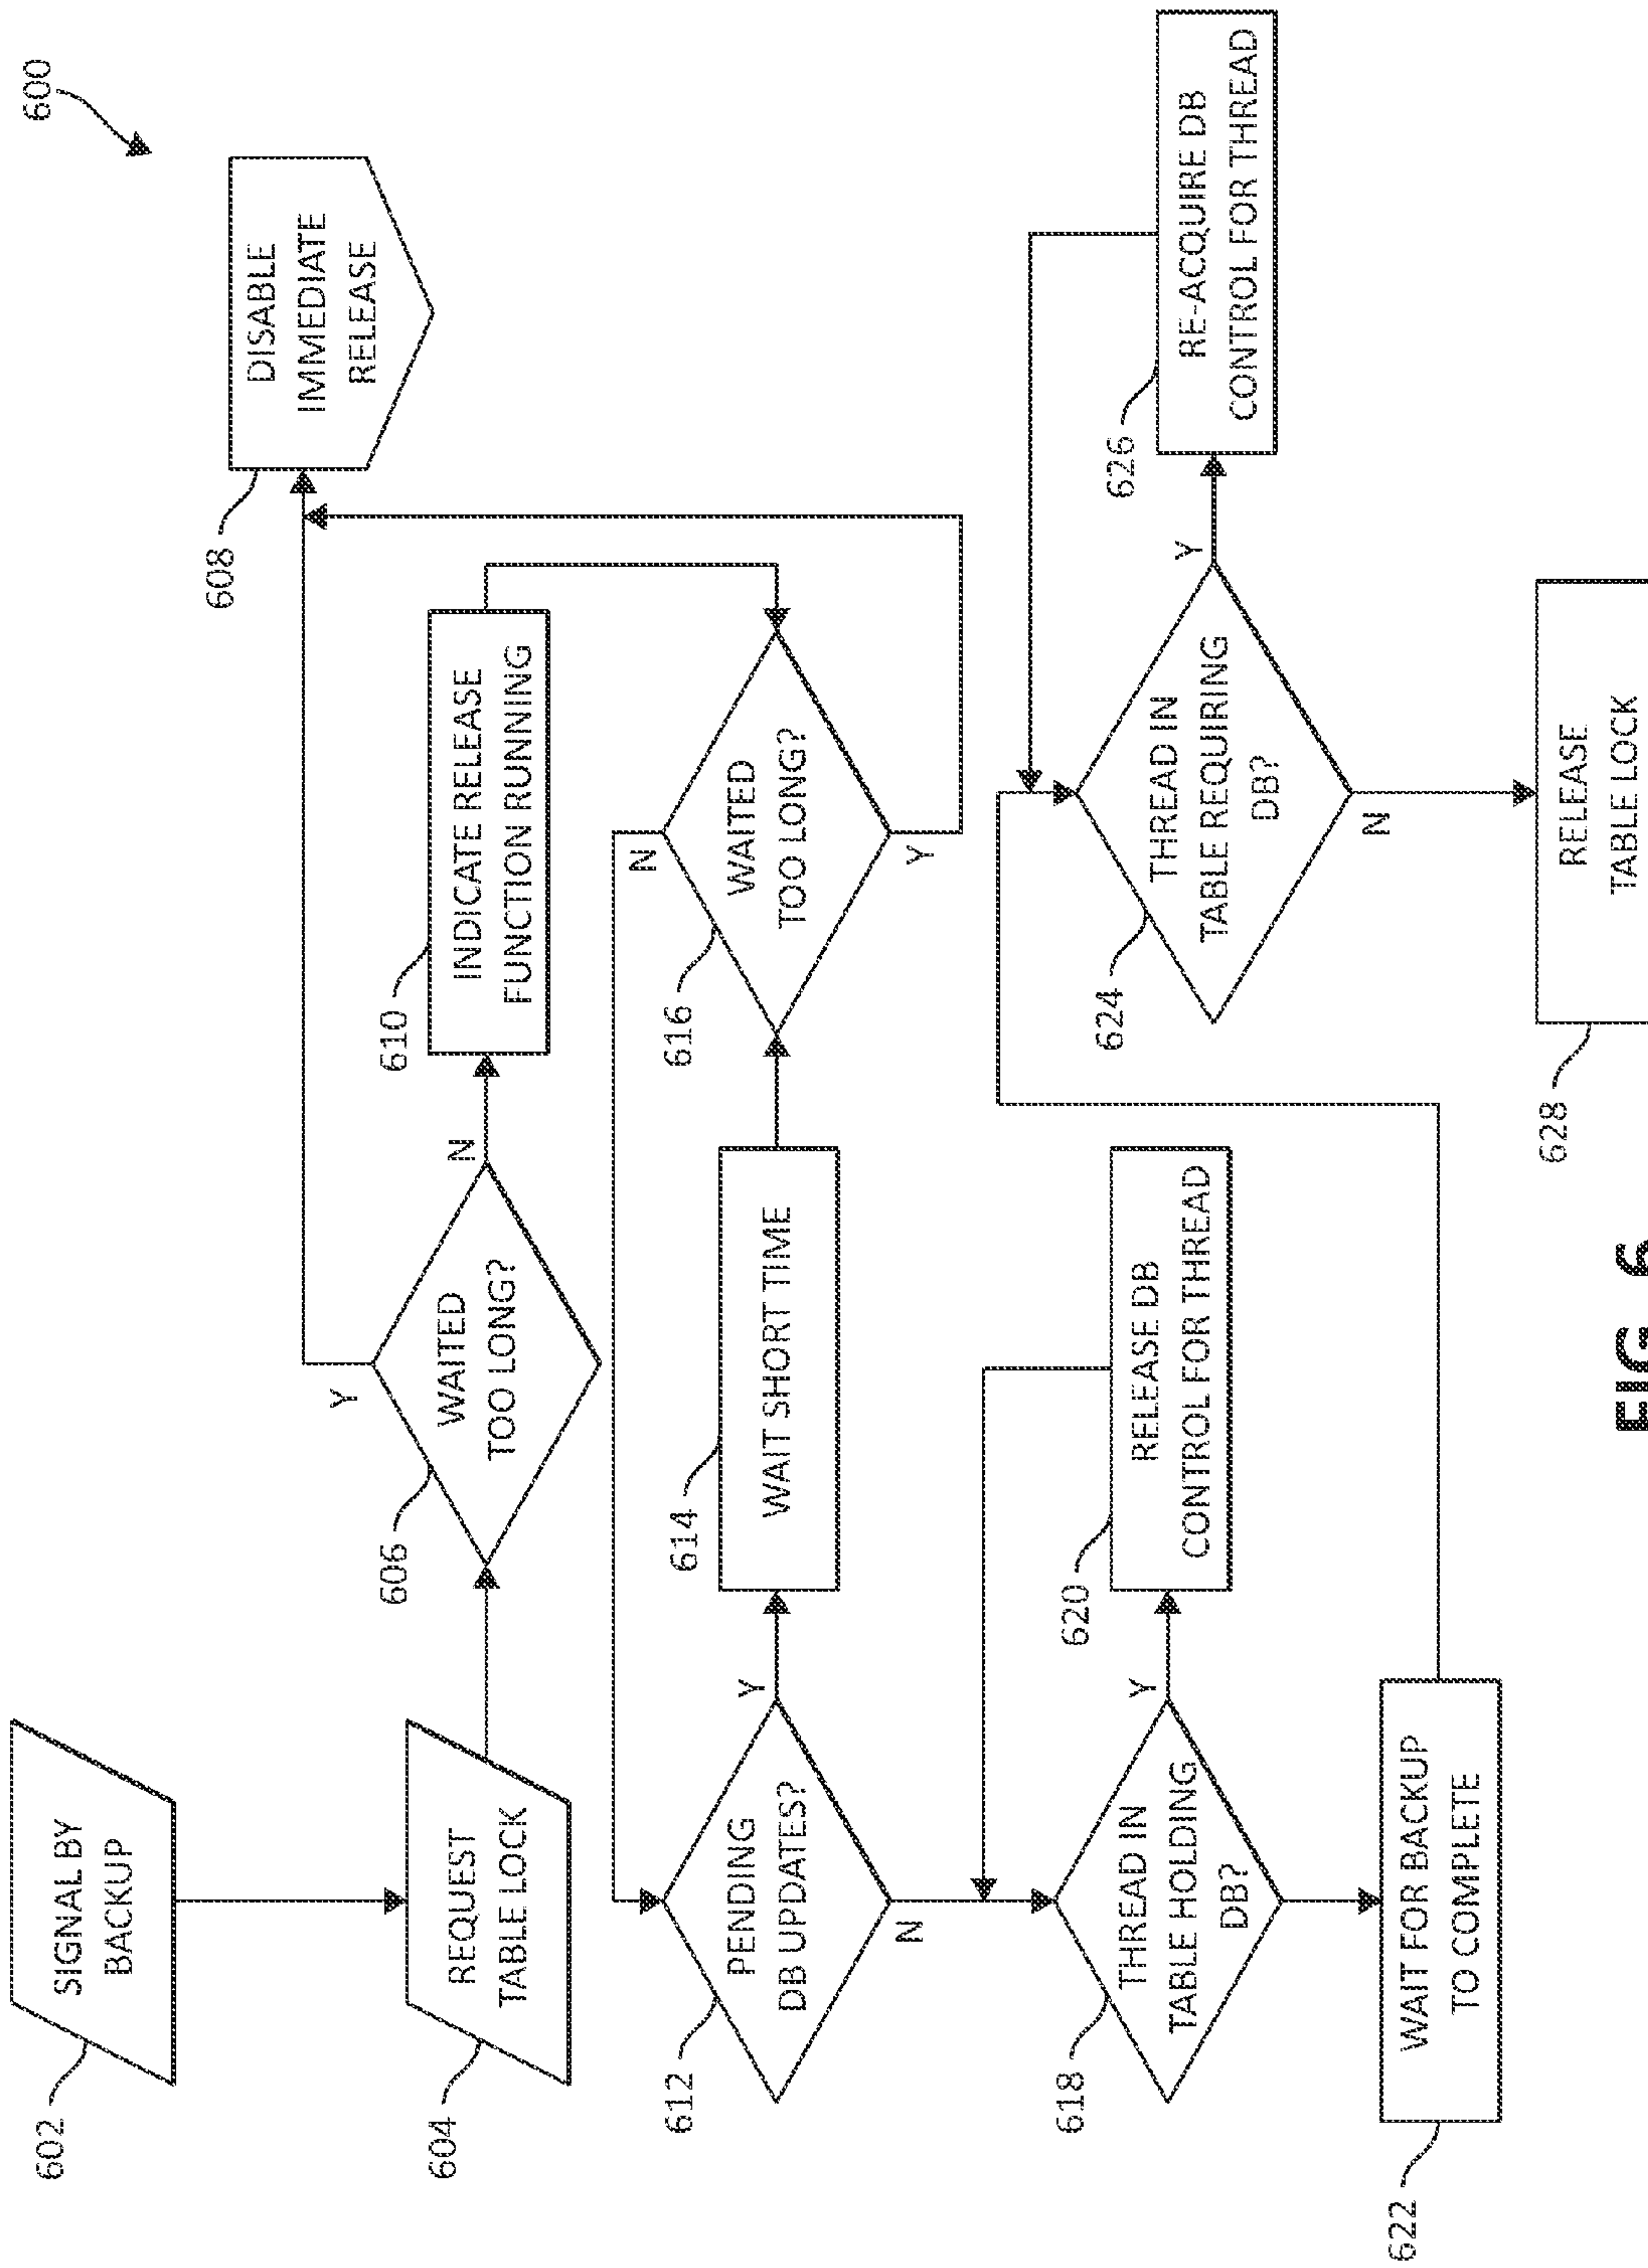 600
602
SIGNAL BY
BACKUP
604
REQUEST
TABLE LOCK
606
WAITED
TOO LONG?
Y
N
608
DISABLE
IMMEDIATE
RELEASE
610
INDICATE RELEASE
FUNCTION RUNNING
612
PENDING
DB UPDATES?
Y
N
614
WAIT SHORT TIME
616
WAITED
TOO LONG?
N
Y
618
THREAD IN
TABLE HOLDING
DB?
Y
620
RELEASE DB
CONTROL FOR THREAD
622
WAIT FOR BACKUP
TO COMPLETE
624
THREAD IN
TABLE REQUIRING
DB?
Y
N
626
RE-ACQUIRE DB
CONTROL FOR THREAD
628
RELEASE
TABLE LOCK
FIG. 6